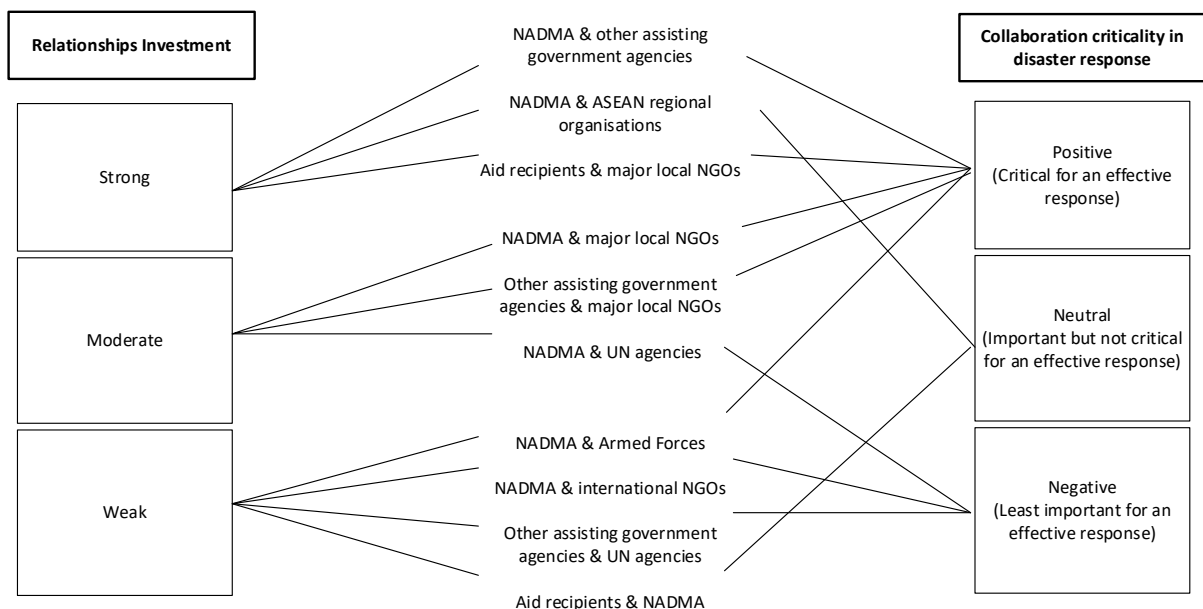 Relationships Investment
Strong
Moderate
Weak
NADMA & other assisting
government agencies
NADMA & ASEAN regional
organisations
Aid recipients & major local NGOs
NADMA & major local NGOs
Other assisting government
agencies & major local NGOs
NADMA & UN agencies
NADMA & Armed Forces
NADMA & international NGOs
Other assisting government
agencies & UN agencies
Aid recipients & NADMA
Collaboration criticality in
disaster response
Positive
(Critical for an effective
response)
Neutral
(Important but not critical
for an effective response)
Negative
(Least important for an
effective response)